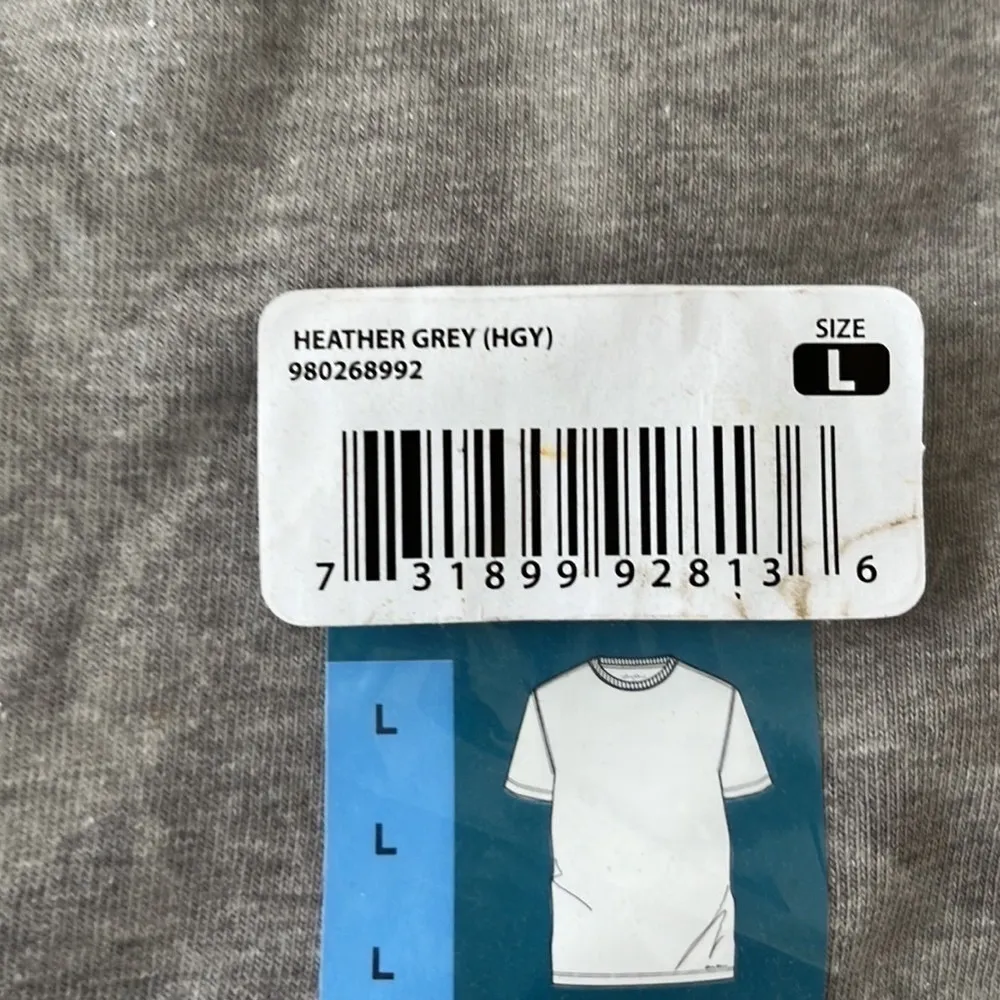 HEATHER GREY (HGY)
980268992
SIZE
L
7 31899 92813 6
L
L
L